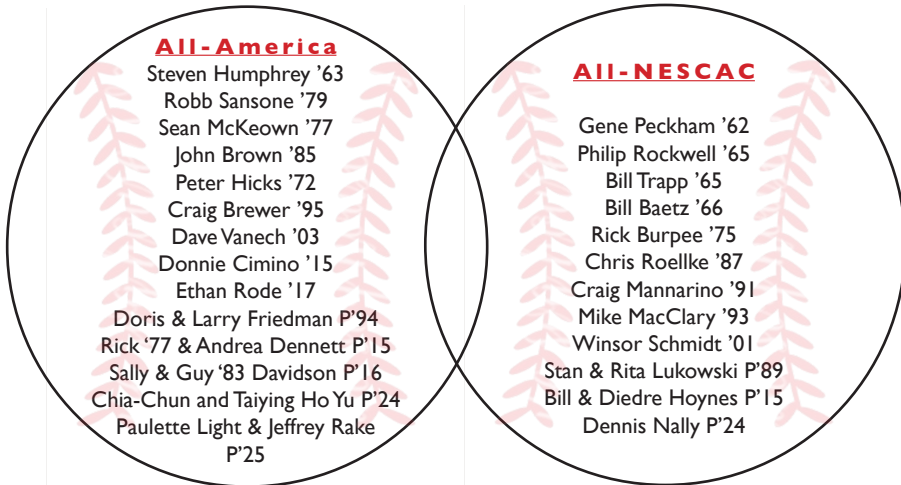 All-America
Steven Humphrey ’63
Robb Sansone ’79
Sean McKeown ’77
John Brown ’85
Peter Hicks ’72
Craig Brewer ’95
Dave Vanech ’03
Donnie Cimino ’15
Ethan Rode ’17
Doris & Larry Friedman P’94
Rick ‘77 & Andrea Dennett P’15
Sally & Guy ‘83 Davidson P’16
Chia-Chun and Taiying Ho Yu P’24
Paulette Light & Jeffrey Rake
P’25
All-NESCAC
Gene Peckham ’62
Philip Rockwell ’65
Bill Trapp ’65
Bill Baetz ’66
Rick Burpee ’75
Chris Roellke ’87
Craig Mannarino ’91
Mike MacClary ’93
Winsor Schmidt ’01
Stan & Rita Lukowski P’89
Bill & Diedre Hoynes P’15
Dennis Nally P’24